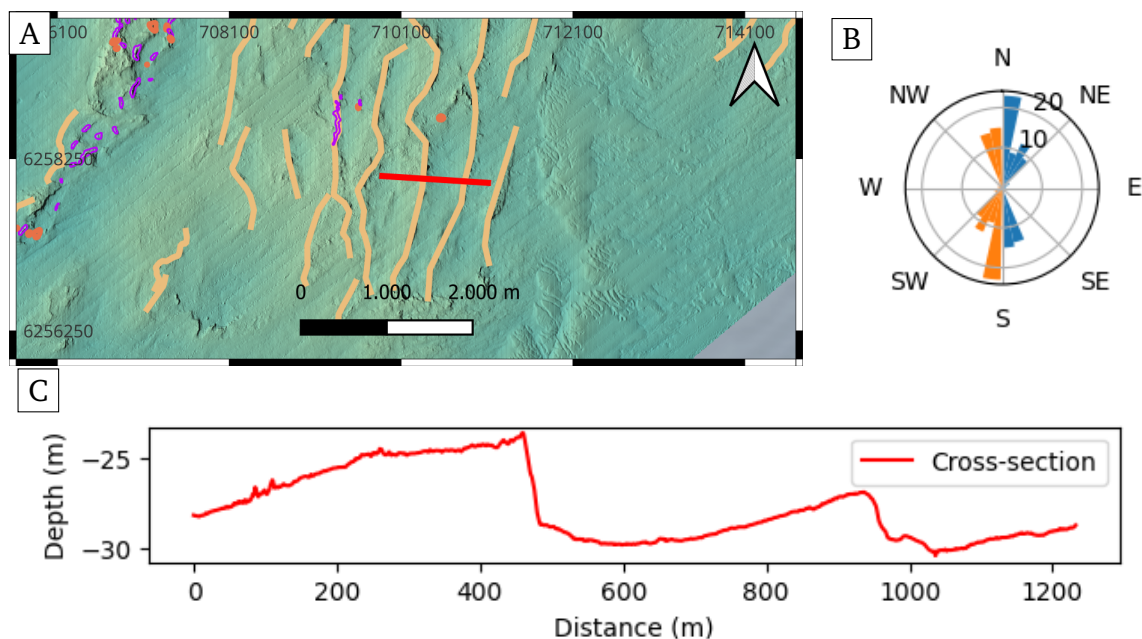 A
6100
708100
710100
712100
714100
6258250
6256250
0 1.000 2.000 m
B
N
NE
E
SE
S
SW
W
NW
20
10
C
Depth (m)
−25
−30
Cross-section
0 200 400 600 800 1000 1200
Distance (m)